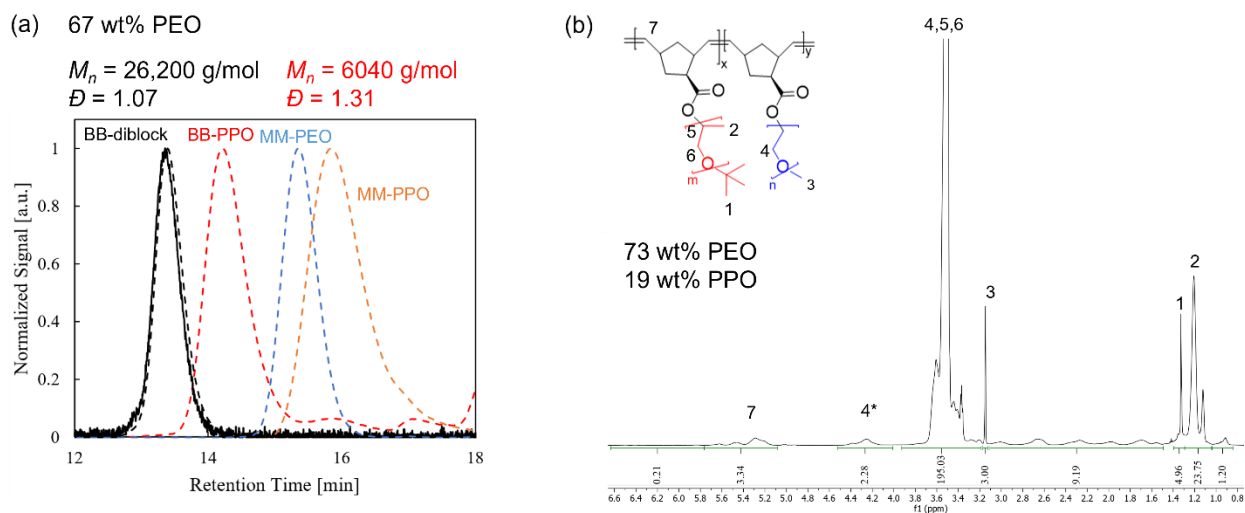 (a) 67 wt% PEO
Mn = 26,200 g/mol
Đ = 1.07
Mn = 6040 g/mol
Đ = 1.31
BB-diblock
BB-PPO
MM-PEO
MM-PPO
Normalized Signal [a.u.]
1
0.8
0.6
0.4
0.2
0
12 14 16 18
Retention Time [min]
(b)
7
x
y
O
O
O
O
5 2
6
O
m
1
4
O
n
3
73 wt% PEO
19 wt% PPO
4,5,6
7
4*
3
1
2
0.21
3.34
2.28
195.03
3.00
9.19
4.96
23.75
1.20
6.6 6.4 6.2 6.0 5.8 5.6 5.4 5.2 5.0 4.8 4.6 4.4 4.2 4.0 3.8 3.6 3.4 3.2 3.0 2.8 2.6 2.4 2.2 2.0 1.8 1.6 1.4 1.2 1.0 0.8
f1 (ppm)